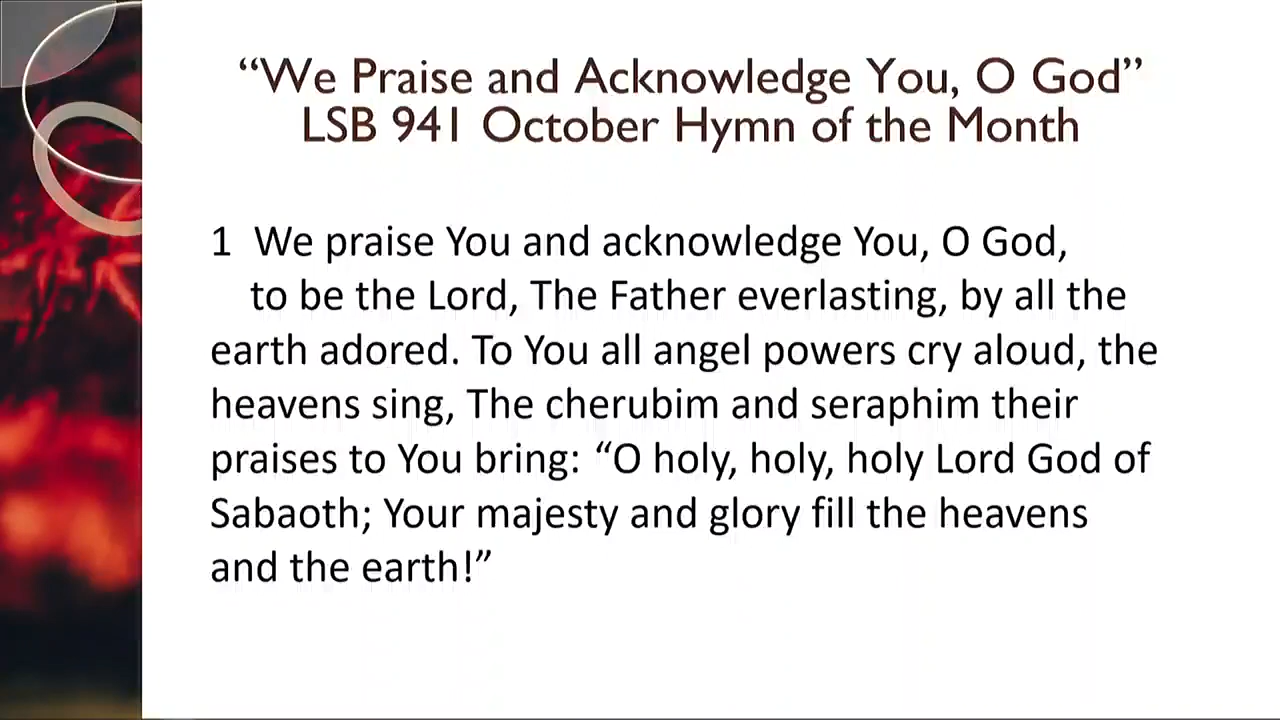 “We Praise and Acknowledge You, O God”
LSB 941 October Hymn of the Month
1 We praise You and acknowledge You, O God,
to be the Lord, The Father everlasting, by all the
earth adored. To You all angel powers cry aloud, the
heavens sing, The cherubim and seraphim their
praises to You bring: “O holy, holy, holy Lord God of
Sabaoth; Your majesty and glory fill the heavens
and the earth!”